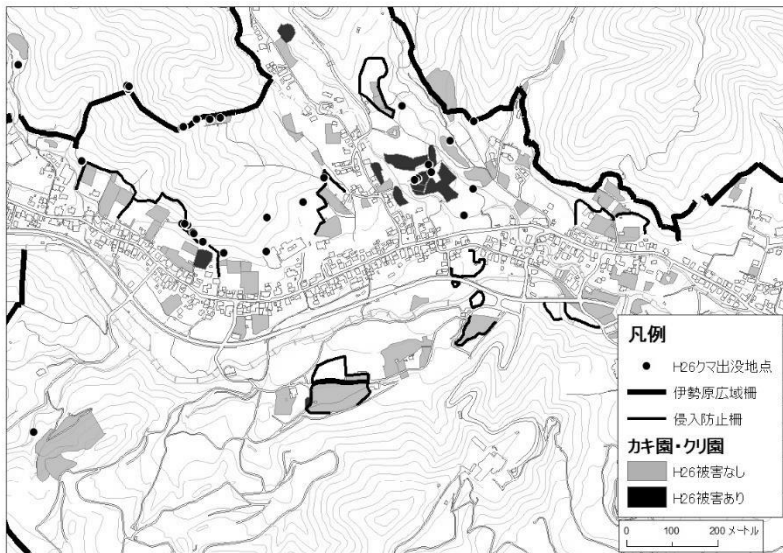 凡例
H26クマ出没地点
伊勢原広域柵
侵入防止柵
カキ園・クリ園
H26被害なし
H26被害あり
0 100 200 メートル